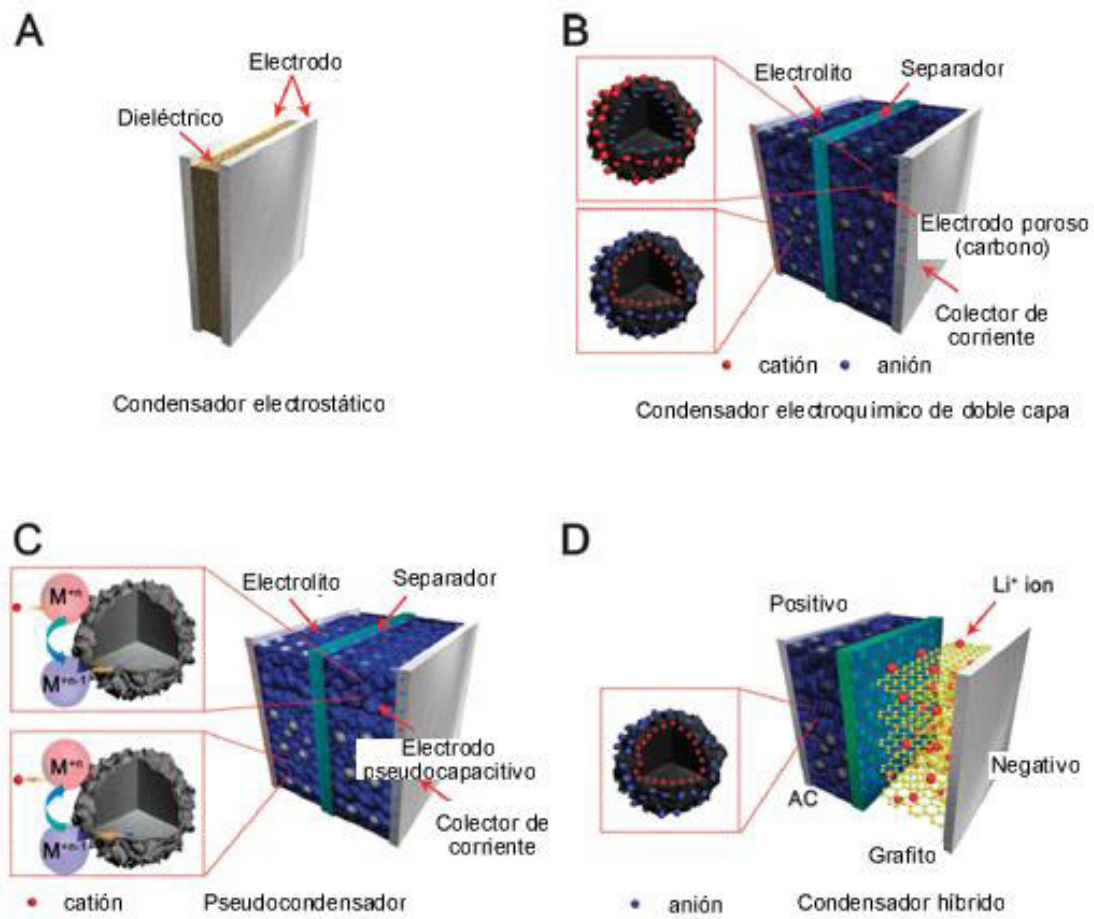 A
Electrodo
Dieléctrico
Condensador electrostático
B
Electrolito
Separador
Electrodo poroso
(carbono)
Colector de
corriente
catión
anión
Condensador electroquímico de doble capa
C
Electrolito
Separador
M+n
M+n-1
M+n
M+n-1
Electrodo
pseudocapacitivo
Colector de
corriente
catión
Pseudocondensador
D
Li+ ion
Positivo
Negativo
AC
Grafito
anión
Condensador híbrido